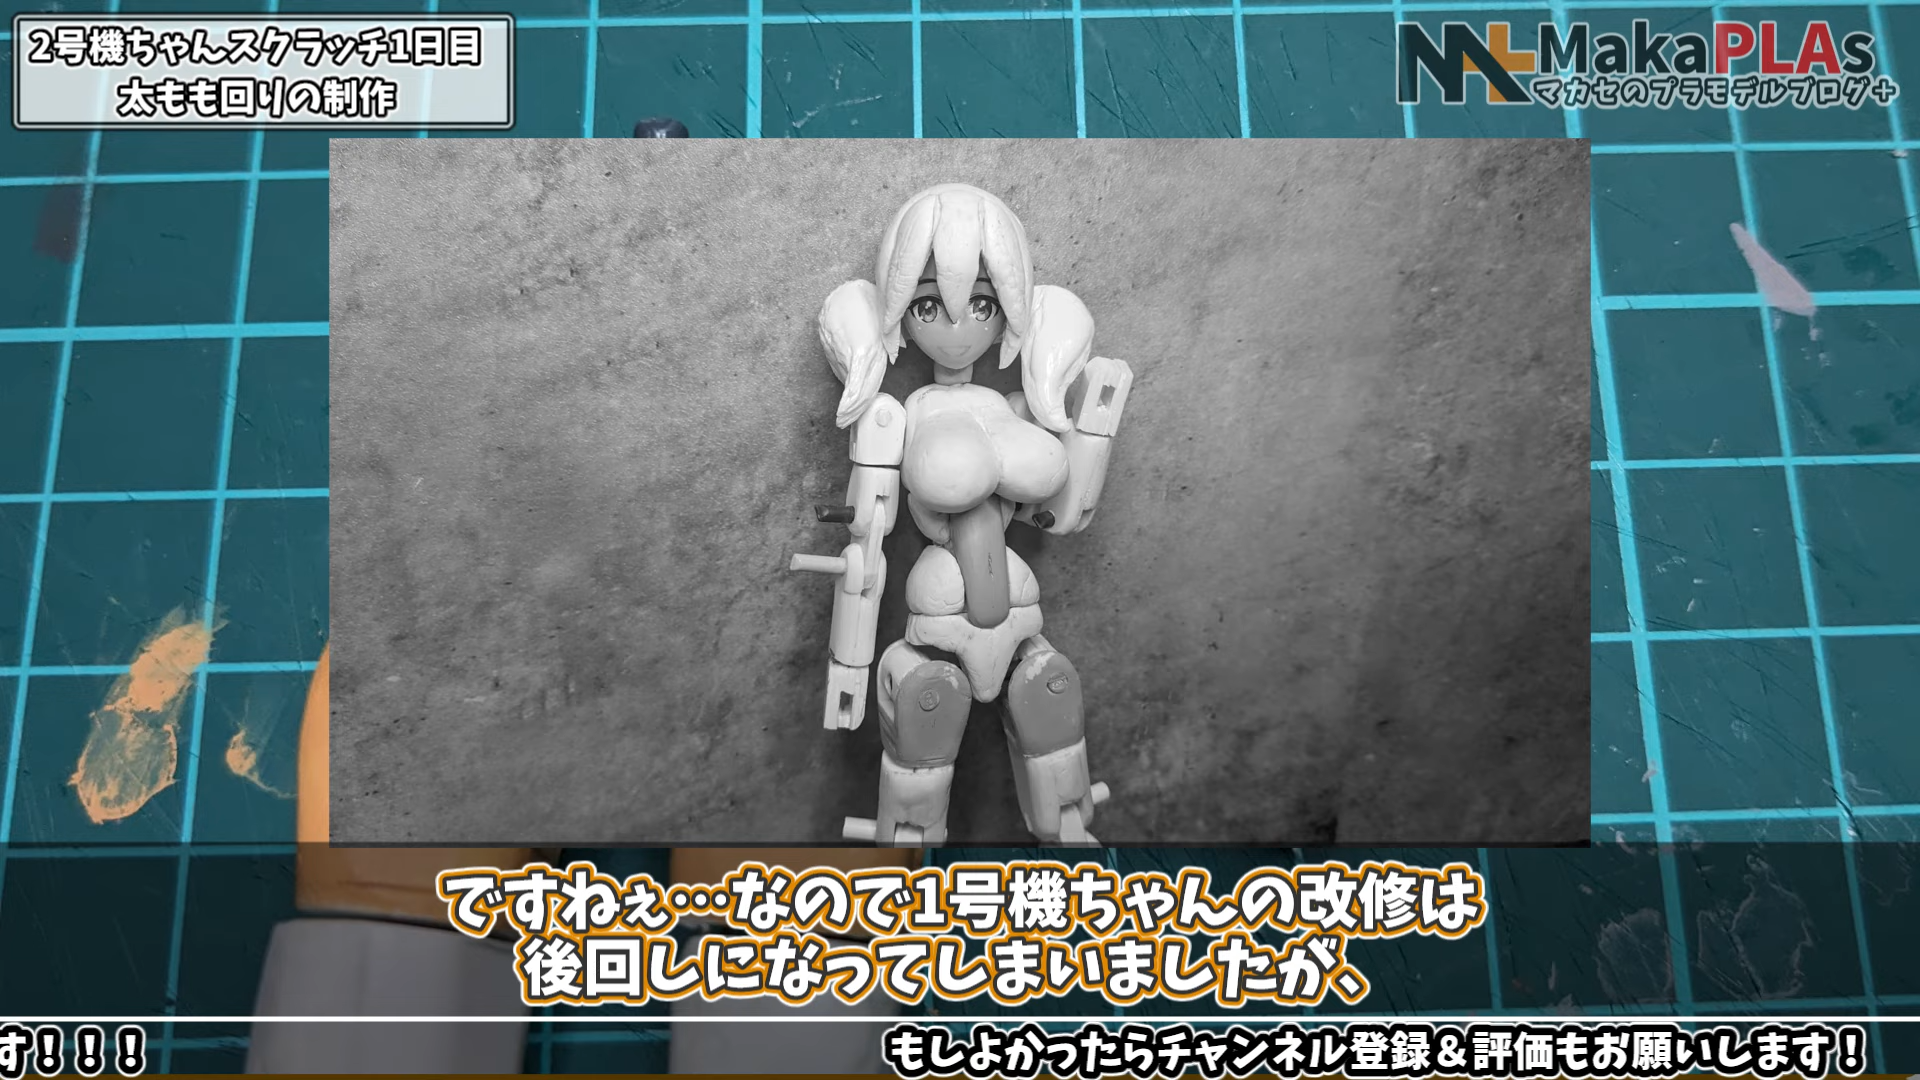 2号機ちゃんスクラッチ1日目
太もも回りの制作
MakaPLAs
マカセのプラモデルブログ+
ですねぇ…なので1号機ちゃんの改修は
後回しになってしまいましたが、
す！！！
もしよかったらチャンネル登録＆評価もお願いします！